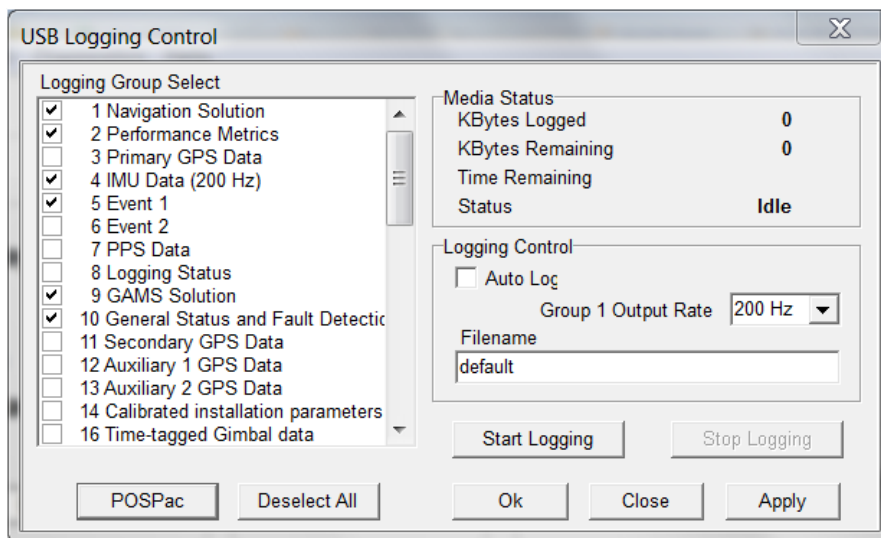 USB Logging Control
Logging Group Select
1 Navigation Solution
2 Performance Metrics
3 Primary GPS Data
4 IMU Data (200 Hz)
5 Event 1
6 Event 2
7 PPS Data
8 Logging Status
9 GAMS Solution
10 General Status and Fault Detectic
11 Secondary GPS Data
12 Auxiliary 1 GPS Data
13 Auxiliary 2 GPS Data
14 Calibrated installation parameters
16 Time-tagged Gimbal data
POSPac
Deselect All
Media Status
KBytes Logged 0
KBytes Remaining 0
Time Remaining
Status Idle
Logging Control
Auto Log
Group 1 Output Rate 200 Hz
Filename
default
Start Logging
Stop Logging
Ok
Close
Apply